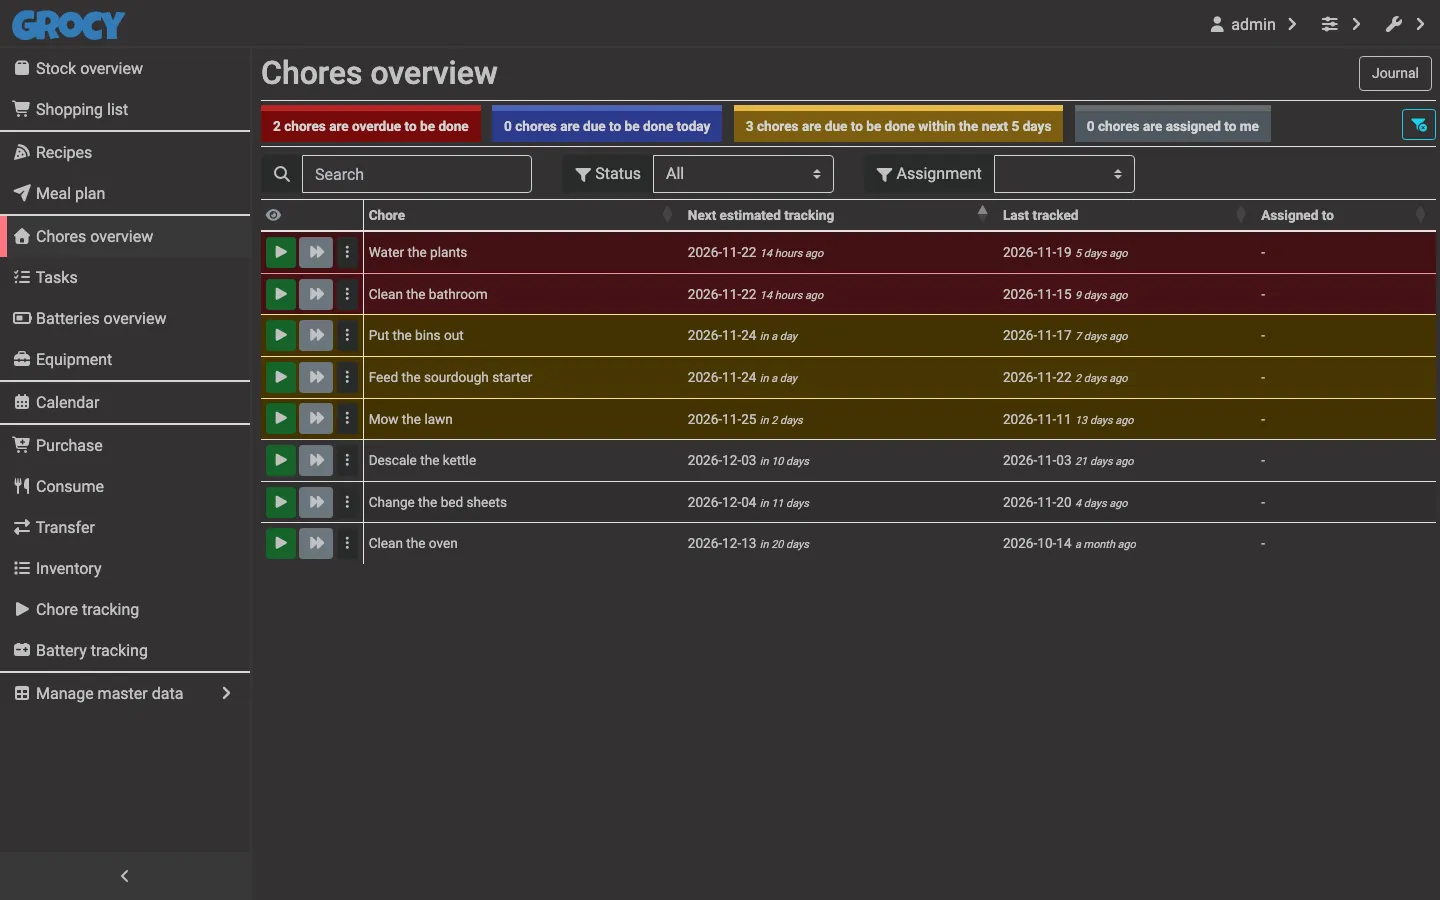 GROCY
admin
Stock overview
Shopping list
Recipes
Meal plan
Chores overview
Tasks
Batteries overview
Equipment
Calendar
Purchase
Consume
Transfer
Inventory
Chore tracking
Battery tracking
Manage master data
Chores overview
Journal
2 chores are overdue to be done
0 chores are due to be done today
3 chores are due to be done within the next 5 days
0 chores are assigned to me
Search
Status All
Assignment
Chore Next estimated tracking Last tracked Assigned to
Water the plants 2026-11-22 14 hours ago 2026-11-19 5 days ago -
Clean the bathroom 2026-11-22 14 hours ago 2026-11-15 9 days ago -
Put the bins out 2026-11-24 in a day 2026-11-17 7 days ago -
Feed the sourdough starter 2026-11-24 in a day 2026-11-22 2 days ago -
Mow the lawn 2026-11-25 in 2 days 2026-11-11 13 days ago -
Descale the kettle 2026-12-03 in 10 days 2026-11-03 21 days ago -
Change the bed sheets 2026-12-04 in 11 days 2026-11-20 4 days ago -
Clean the oven 2026-12-13 in 20 days 2026-10-14 a month ago -